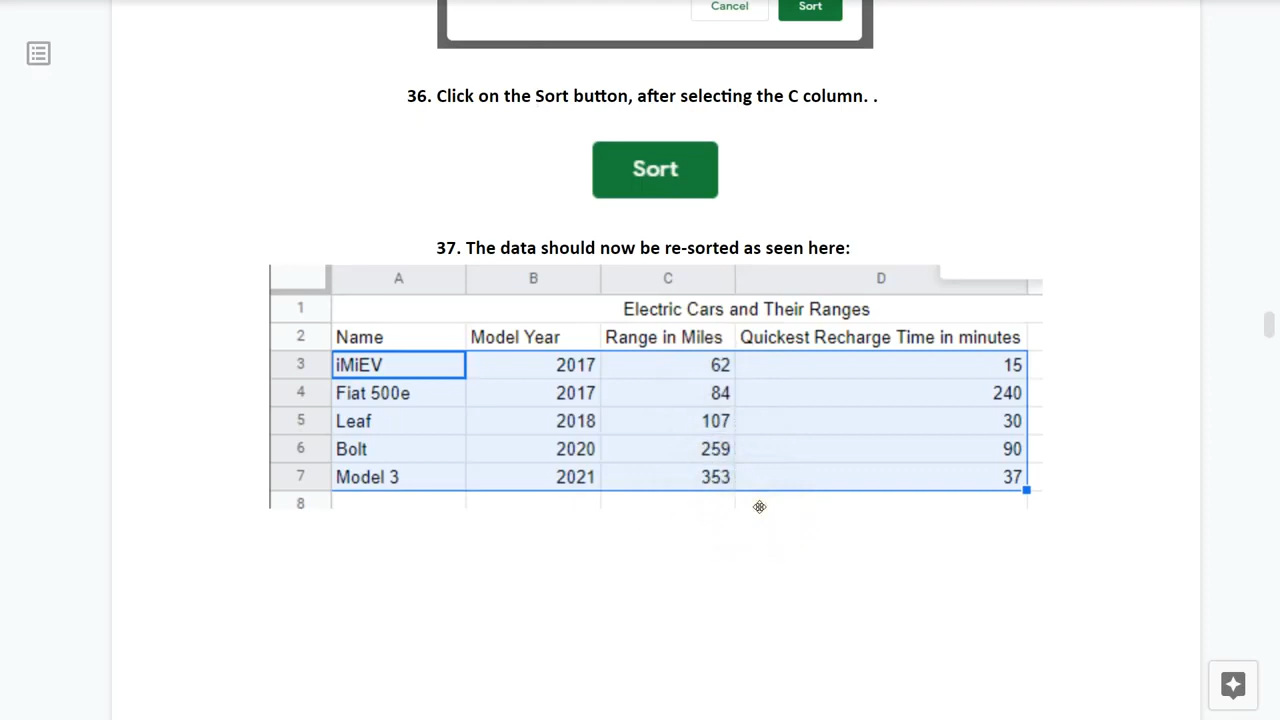 Cancel Sort
36. Click on the Sort button, after selecting the C column. .
Sort
37. The data should now be re-sorted as seen here:
A B C D
1 Electric Cars and Their Ranges
2 Name Model Year Range in Miles Quickest Recharge Time in minutes
3 iMiEV 2017 62 15
4 Fiat 500e 2017 84 240
5 Leaf 2018 107 30
6 Bolt 2020 259 90
7 Model 3 2021 353 37
8